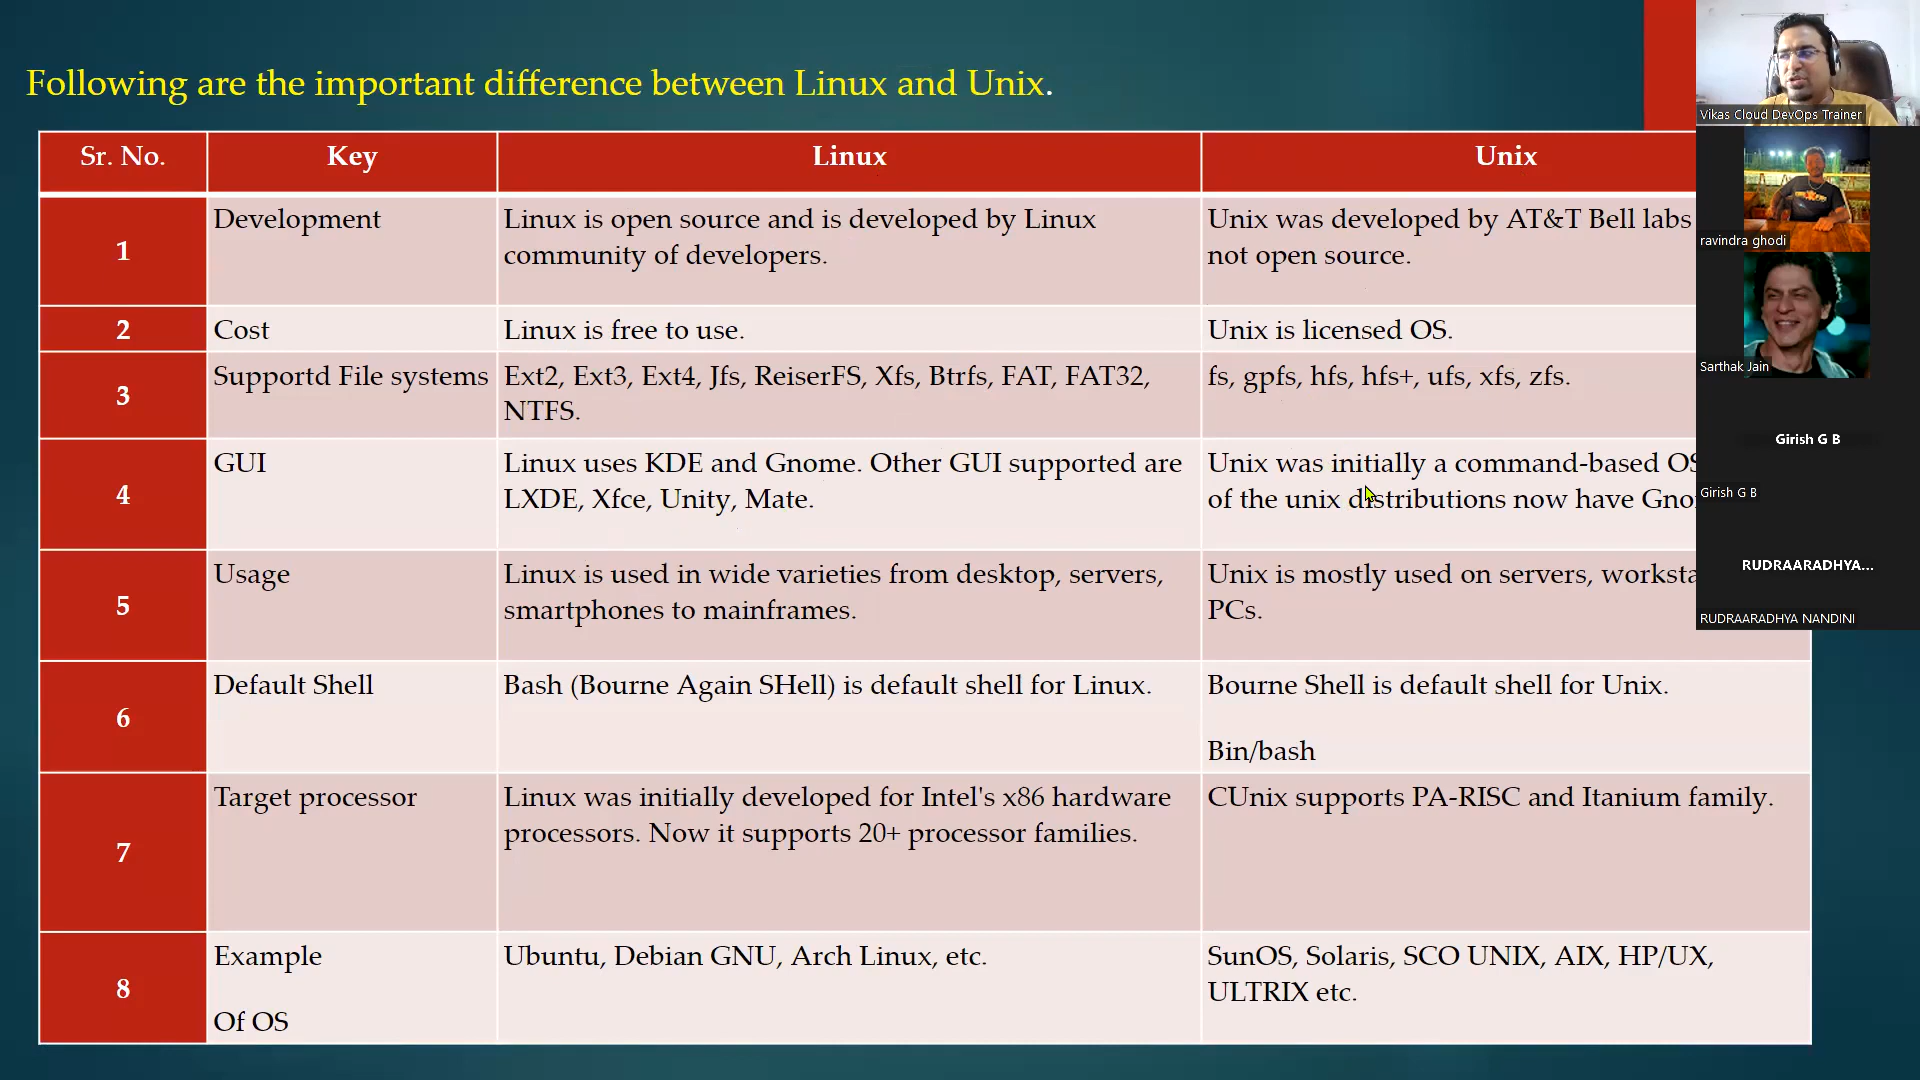 Following are the important difference between Linux and Unix.
Sr. No. Key Linux Unix
1 Development Linux is open source and is developed by Linux
community of developers. Unix was developed by AT&T Bell labs
not open source.
2 Cost Linux is free to use. Unix is licensed OS.
3 Supportd File systems Ext2, Ext3, Ext4, Jfs, ReiserFS, Xfs, Btrfs, FAT, FAT32,
NTFS. fs, gpfs, hfs, hfs+, ufs, xfs, zfs.
4 GUI Linux uses KDE and Gnome. Other GUI supported are
LXDE, Xfce, Unity, Mate. Unix was initially a command-based OS
of the unix distributions now have
5 Usage Linux is used in wide varieties from desktop, servers,
smartphones to mainframes. Unix is mostly used on servers,
PCs.
6 Default Shell Bash (Bourne Again SHell) is default shell for Linux. Bourne Shell is default shell for Unix.
Bin/bash
7 Target processor Linux was initially developed for Intel's x86 hardware
processors. Now it supports 20+ processor families. CUnix supports PA-RISC and Itanium family.
8 Example
Of OS Ubuntu, Debian GNU, Arch Linux, etc. SunOS, Solaris, SCO UNIX, AIX, HP/UX,
ULTRIX etc.
Vikas Cloud DevOps Trainer
ravindra ghodi
Sarthak Jain
Girish G B
Girish G B
RUDRAARADHYA...
RUDRAARADHYA NANDINI